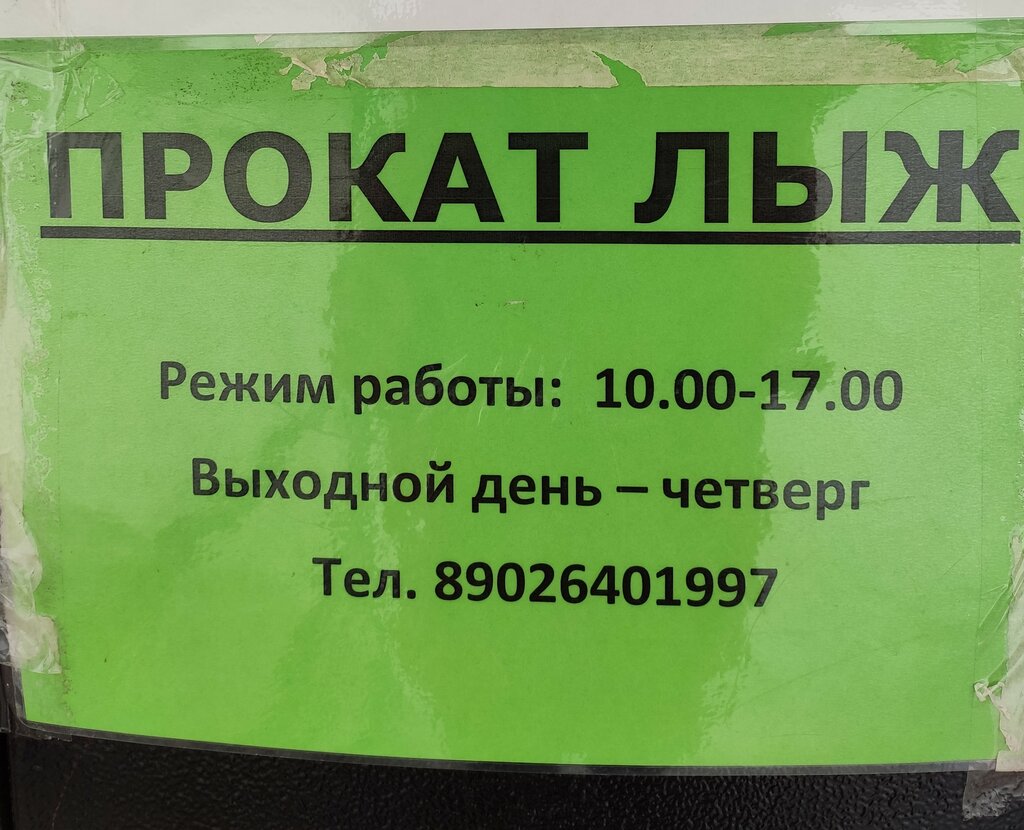 ПРОКАТ ЛЫЖ
Режим работы: 10.00-17.00
Выходной день – четверг
Тел. 89026401997